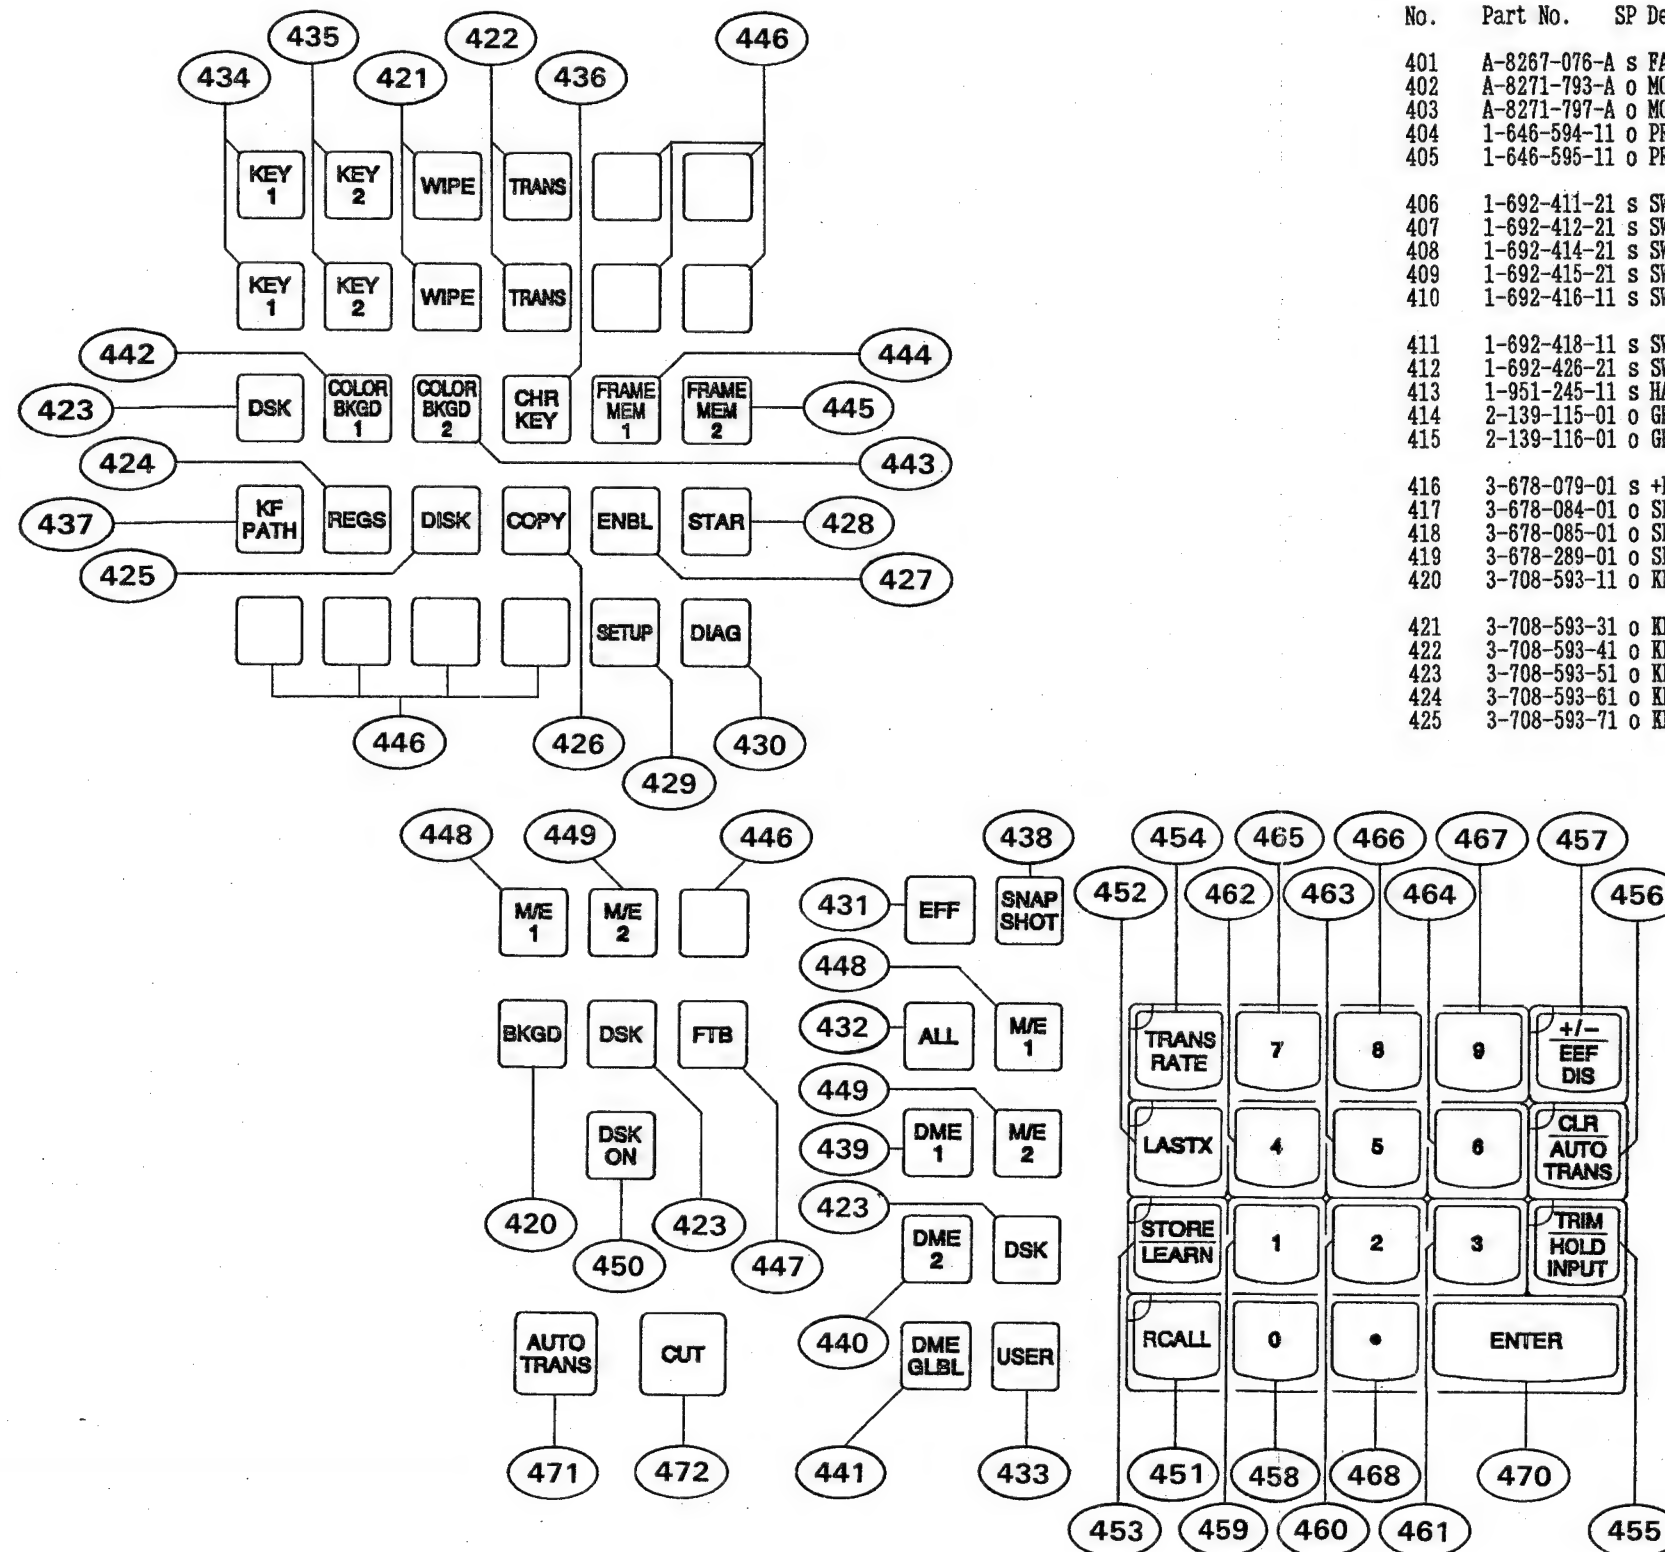 435
422
446
434
421
436
KEY
1
KEY
2
WIPE
TRANS
KEY
1
KEY
2
WIPE
TRANS
442
444
423
DSK
COLOR
BKGD
1
COLOR
BKGD
2
CHR
KEY
FRAME
MEM
1
FRAME
MEM
2
445
424
443
437
KF
PATH
REGS
DISK
COPY
ENBL
STAR
428
425
427
SETUP
DIAG
446
426
430
429
No. Part No. SP
401 A-8267-076-A s
402 A-8271-793-A o
403 A-8271-797-A o
404 1-646-594-11 o
405 1-646-595-11 o
406 1-692-411-21 s
407 1-692-412-21 s
408 1-692-414-21 s
409 1-692-415-21 s
410 1-692-416-11 s
411 1-692-418-11 s
412 1-692-426-21 s
413 1-951-245-11 s
414 2-139-115-01 o
415 2-139-116-01 o
416 3-678-079-01 s
417 3-678-084-01 o
418 3-678-085-01 o
419 3-678-289-01 o
420 3-708-593-11 o
421 3-708-593-31 o
422 3-708-593-41 o
423 3-708-593-51 o
424 3-708-593-61 o
425 3-708-593-71 o
448
449
446
M/E
1
M/E
2
BKGD
DSK
FTB
DSK
ON
420
423
450
447
AUTO
TRANS
CUT
471
472
438
431
EFF
SNAP
SHOT
448
432
ALL
M/E
1
449
439
DME
1
M/E
2
423
DME
2
DSK
440
DME
GLBL
USER
441
433
454
465
466
467
457
452
462
463
464
456
TRANS
RATE
7
8
9
+/−
EEF
DIS
LASTX
4
5
6
CLR
AUTO
TRANS
STORE
LEARN
1
2
3
TRIM
HOLD
INPUT
RCALL
0
•
ENTER
451
458
468
470
453
459
460
461
455